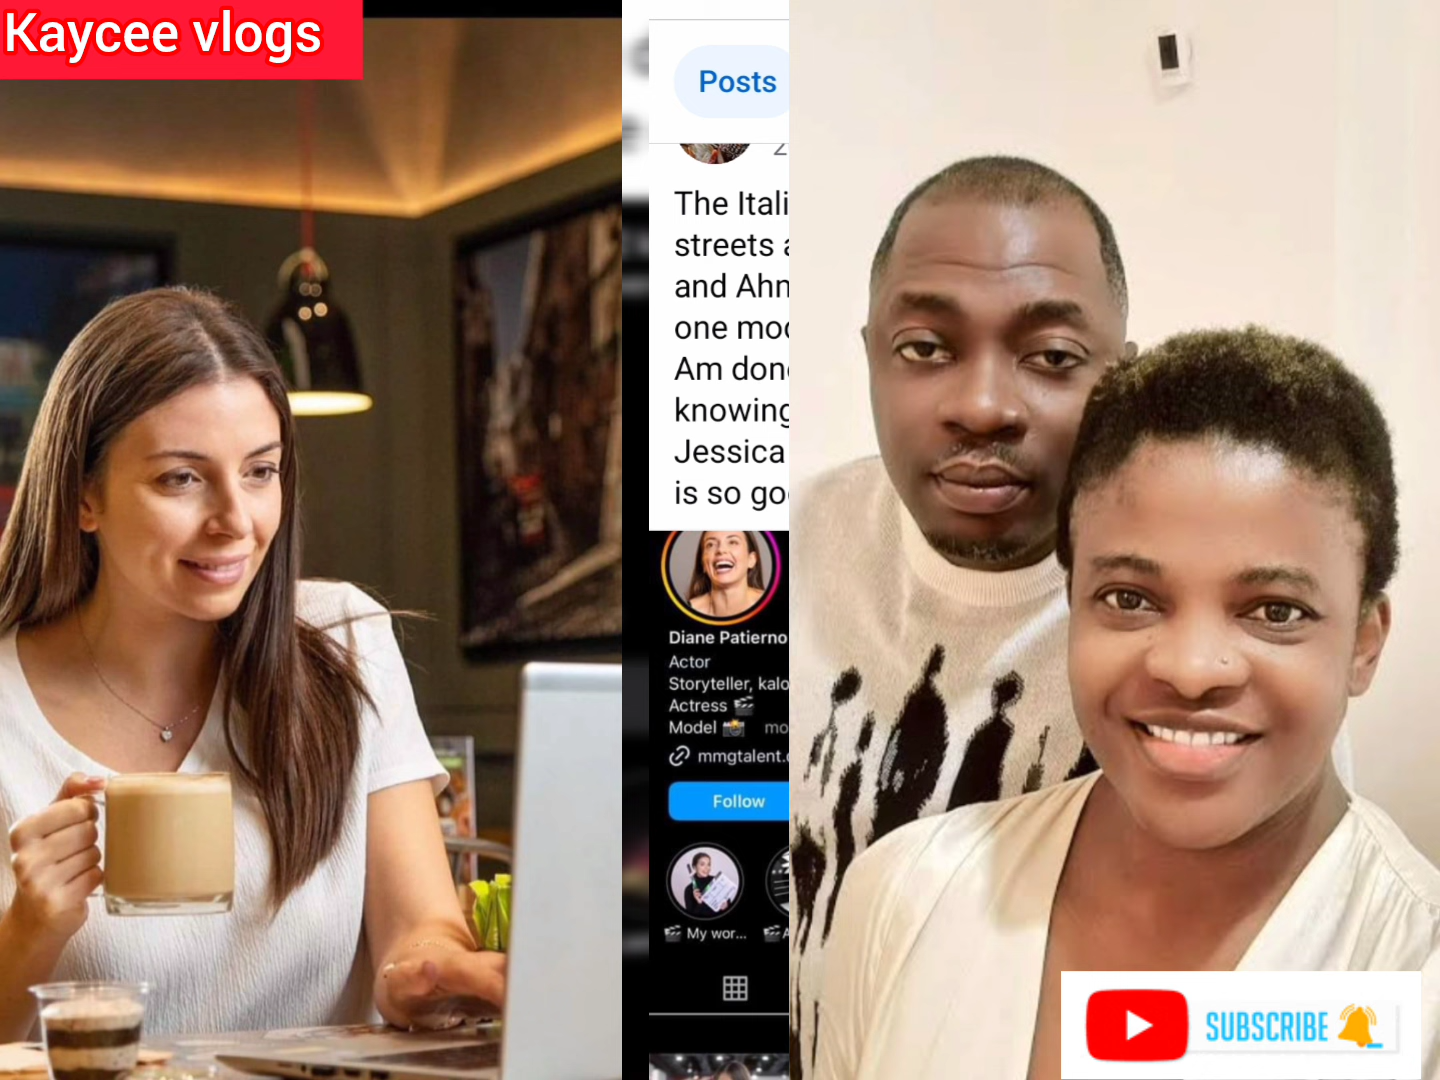 Kaycee vlogs
Posts
The Itali
streets
and Ahn
one moo
Am don
knowing
Jessica
is so go
Diane Patierno
Actor
Storyteller, kalo
Actress
Model mo
mmgtalent.
Follow
My wor...
SUBSCRIBE